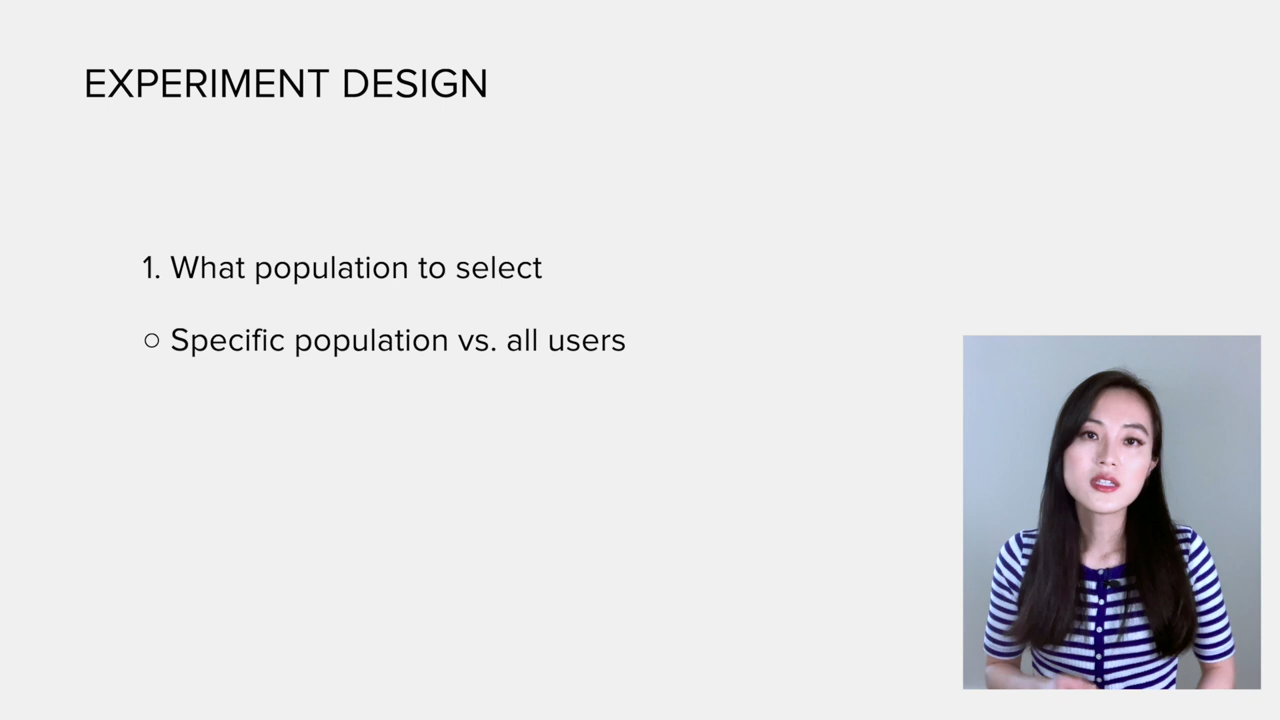 EXPERIMENT DESIGN
1. What population to select
○ Specific population vs. all users